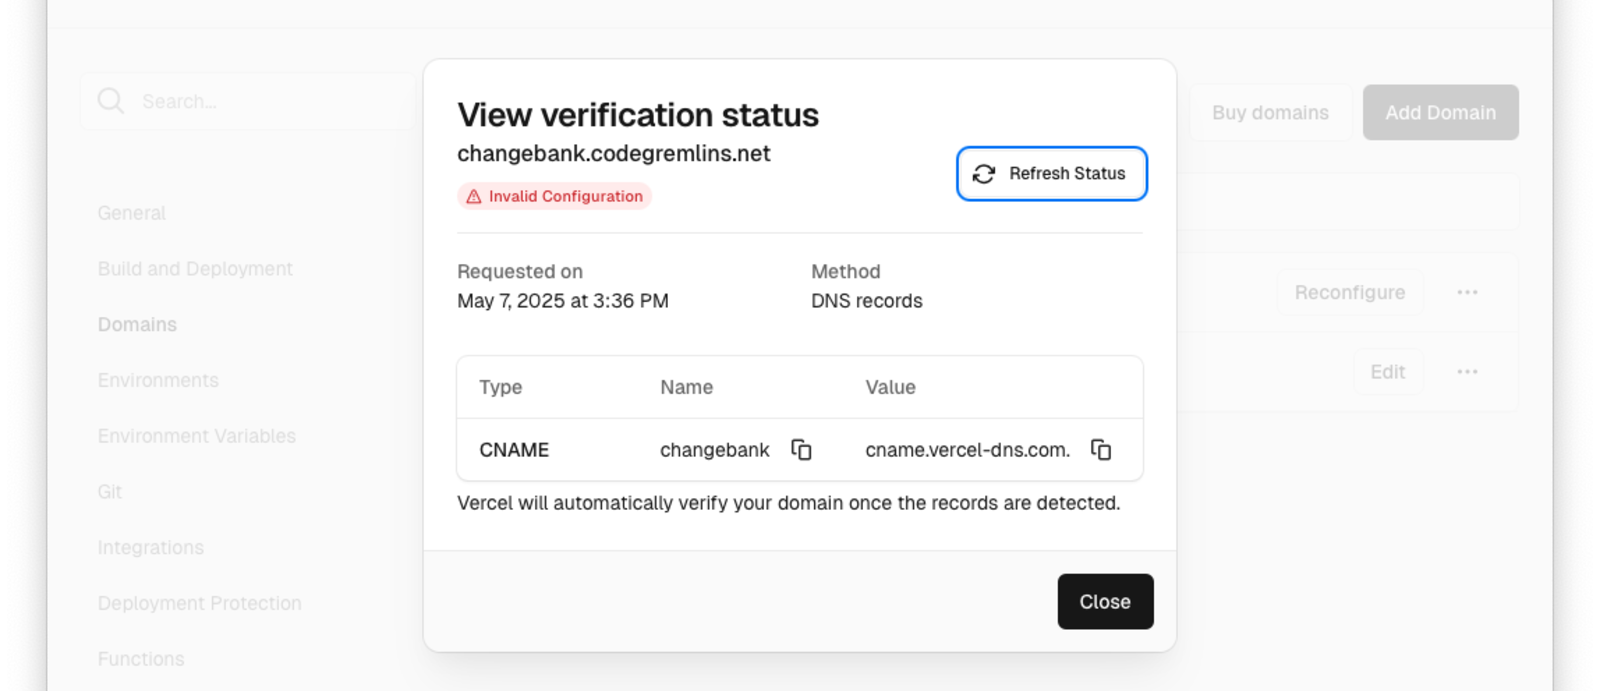 Search...
Buy domains
Add Domain
General
Build and Deployment
Domains
Environments
Environment Variables
Git
Integrations
Deployment Protection
Functions
Reconfigure
Edit
View verification status
changebank.codegremlins.net
Invalid Configuration
Refresh Status
Requested on
Method
May 7, 2025 at 3:36 PM
DNS records
Type Name Value
CNAME changebank cname.vercel-dns.com.
Vercel will automatically verify your domain once the records are detected.
Close